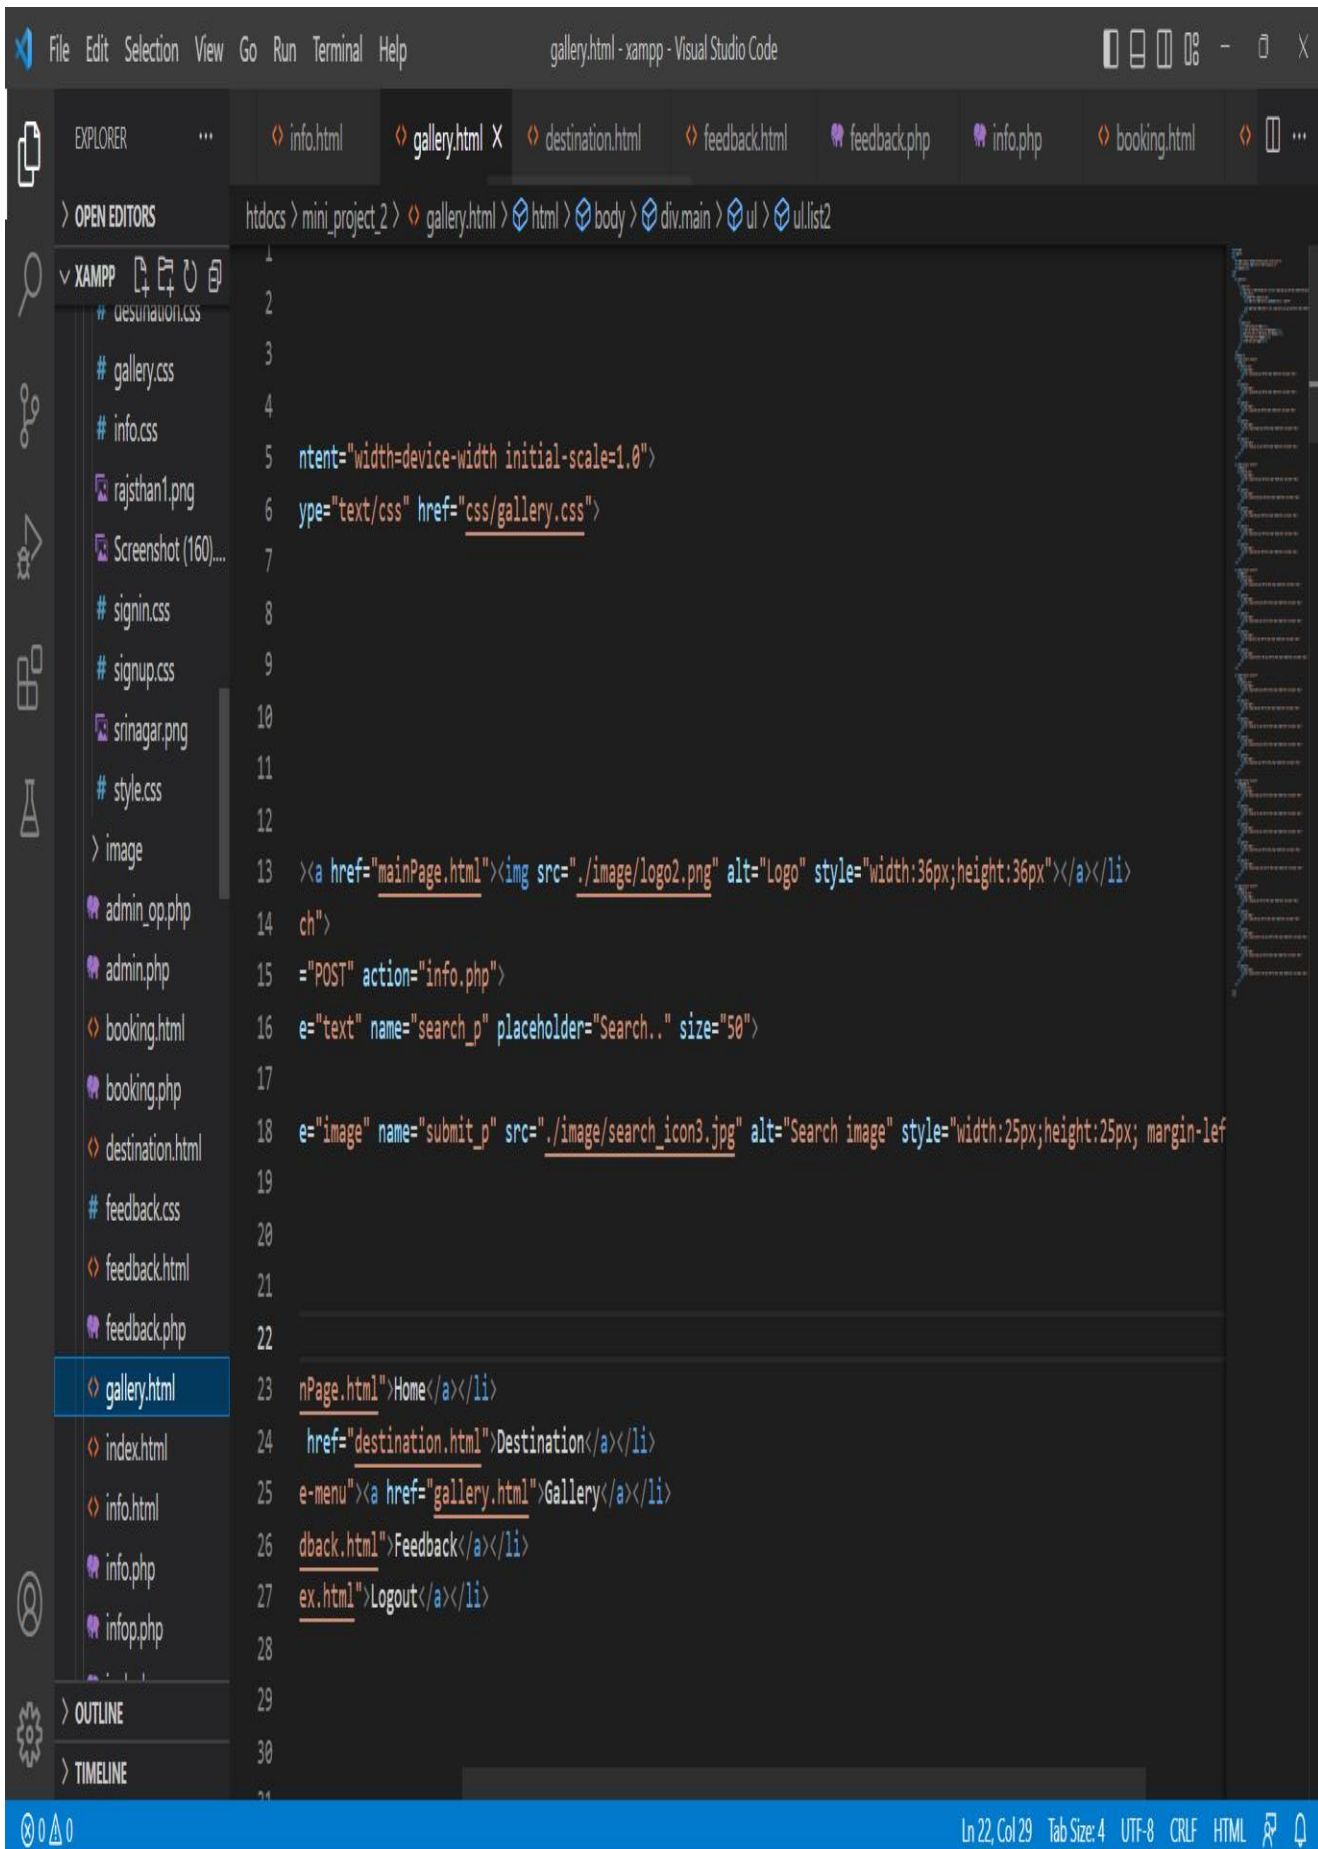 File Edit Selection View Go Run Terminal Help gallery.html - xampp - Visual Studio Code
EXPLORER
info.html gallery.html destination.html feedback.html feedback.php info.php booking.html
OPEN EDITORS
htdocs > mini_project_2 > gallery.html > html > body > div.main > ul > ul.list2
XAMPP
destination.css
gallery.css
info.css
rajsthan1.png
Screenshot (160)....
signin.css
signup.css
srinagar.png
style.css
image
admin_op.php
admin.php
booking.html
booking.php
destination.html
feedback.css
feedback.html
feedback.php
gallery.html
index.html
info.html
info.php
infop.php
OUTLINE
TIMELINE
1
2
3
4
5 ntent="width=device-width initial-scale=1.0">
6 ype="text/css" href="css/gallery.css">
7
8
9
10
11
12
13 ><a href="mainPage.html"><img src="./image/logo2.png" alt="Logo" style="width:36px;height:36px"></a></li>
14 ch">
15 ="POST" action="info.php">
16 e="text" name="search_p" placeholder="Search.." size="50">
17
18 e="image" name="submit_p" src="./image/search_icon3.jpg" alt="Search image" style="width:25px;height:25px; margin-lef
19
20
21
22
23 nPage.html">Home</a></li>
24 href="destination.html">Destination</a></li>
25 e-menu"><a href="gallery.html">Gallery</a></li>
26 dback.html">Feedback</a></li>
27 ex.html">Logout</a></li>
28
29
30
31
0 0 Ln 22, Col 29 Tab Size: 4 UTF-8 CRLF HTML